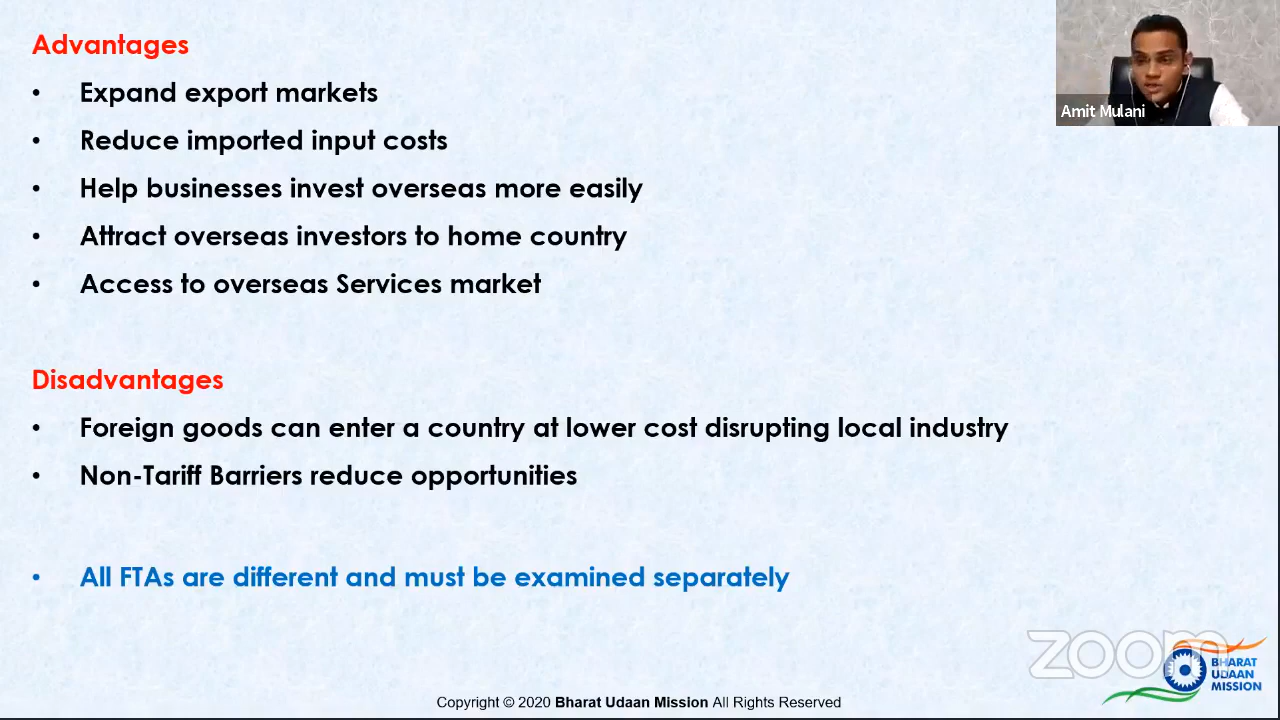 Advantages
• Expand export markets
• Reduce imported input costs
• Help businesses invest overseas more easily
• Attract overseas investors to home country
• Access to overseas Services market
Disadvantages
• Foreign goods can enter a country at lower cost disrupting local industry
• Non-Tariff Barriers reduce opportunities
• All FTAs are different and must be examined separately
Amit Mulani
zoom
BHARAT
UDAAN
MISSION
Copyright © 2020 Bharat Udaan Mission All Rights Reserved